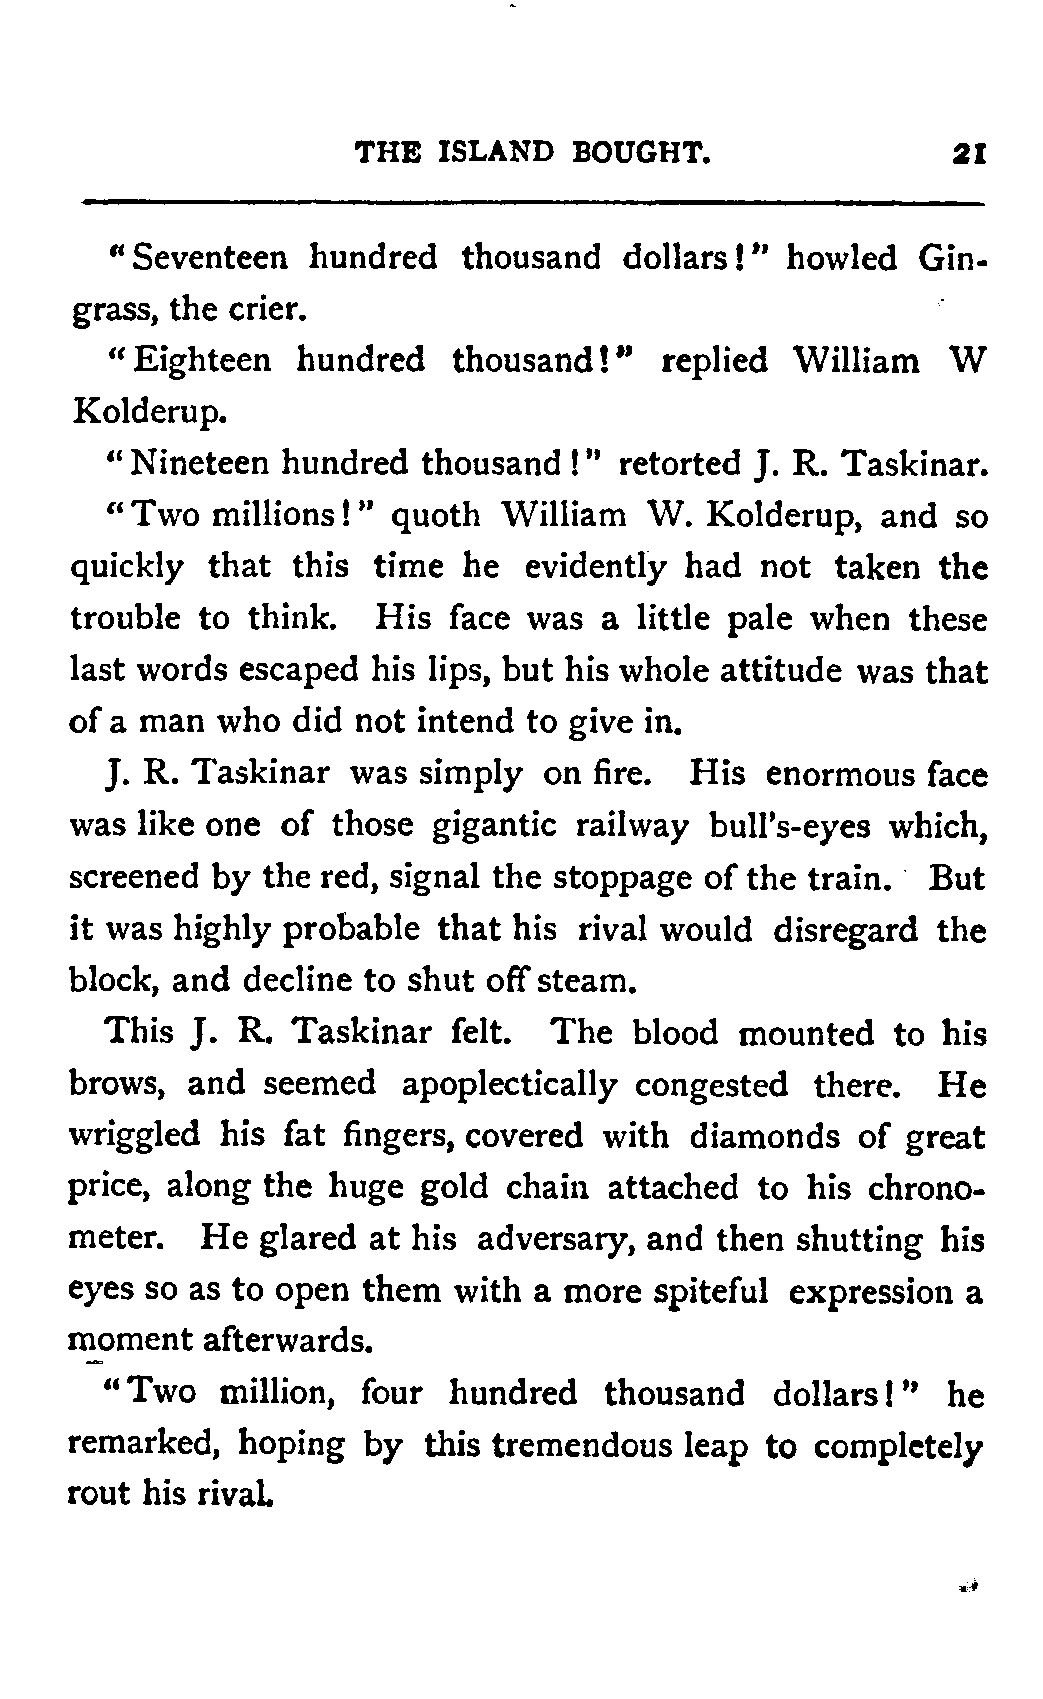 THE ISLAND BOUGHT. 21
“Seventeen hundred thousand dollars!” howled Gin-
grass, the crier.
“Eighteen hundred thousand!” replied William W
Kolderup.
“Nineteen hundred thousand!” retorted J. R. Taskinar.
“Two millions!” quoth William W. Kolderup, and so
quickly that this time he evidently had not taken the
trouble to think. His face was a little pale when these
last words escaped his lips, but his whole attitude was that
of a man who did not intend to give in.
J. R. Taskinar was simply on fire. His enormous face
was like one of those gigantic railway bull's-eyes which,
screened by the red, signal the stoppage of the train. But
it was highly probable that his rival would disregard the
block, and decline to shut off steam.
This J. R. Taskinar felt. The blood mounted to his
brows, and seemed apoplectically congested there. He
wriggled his fat fingers, covered with diamonds of great
price, along the huge gold chain attached to his chrono-
meter. He glared at his adversary, and then shutting his
eyes so as to open them with a more spiteful expression a
moment afterwards.
“Two million, four hundred thousand dollars!” he
remarked, hoping by this tremendous leap to completely
rout his rival.